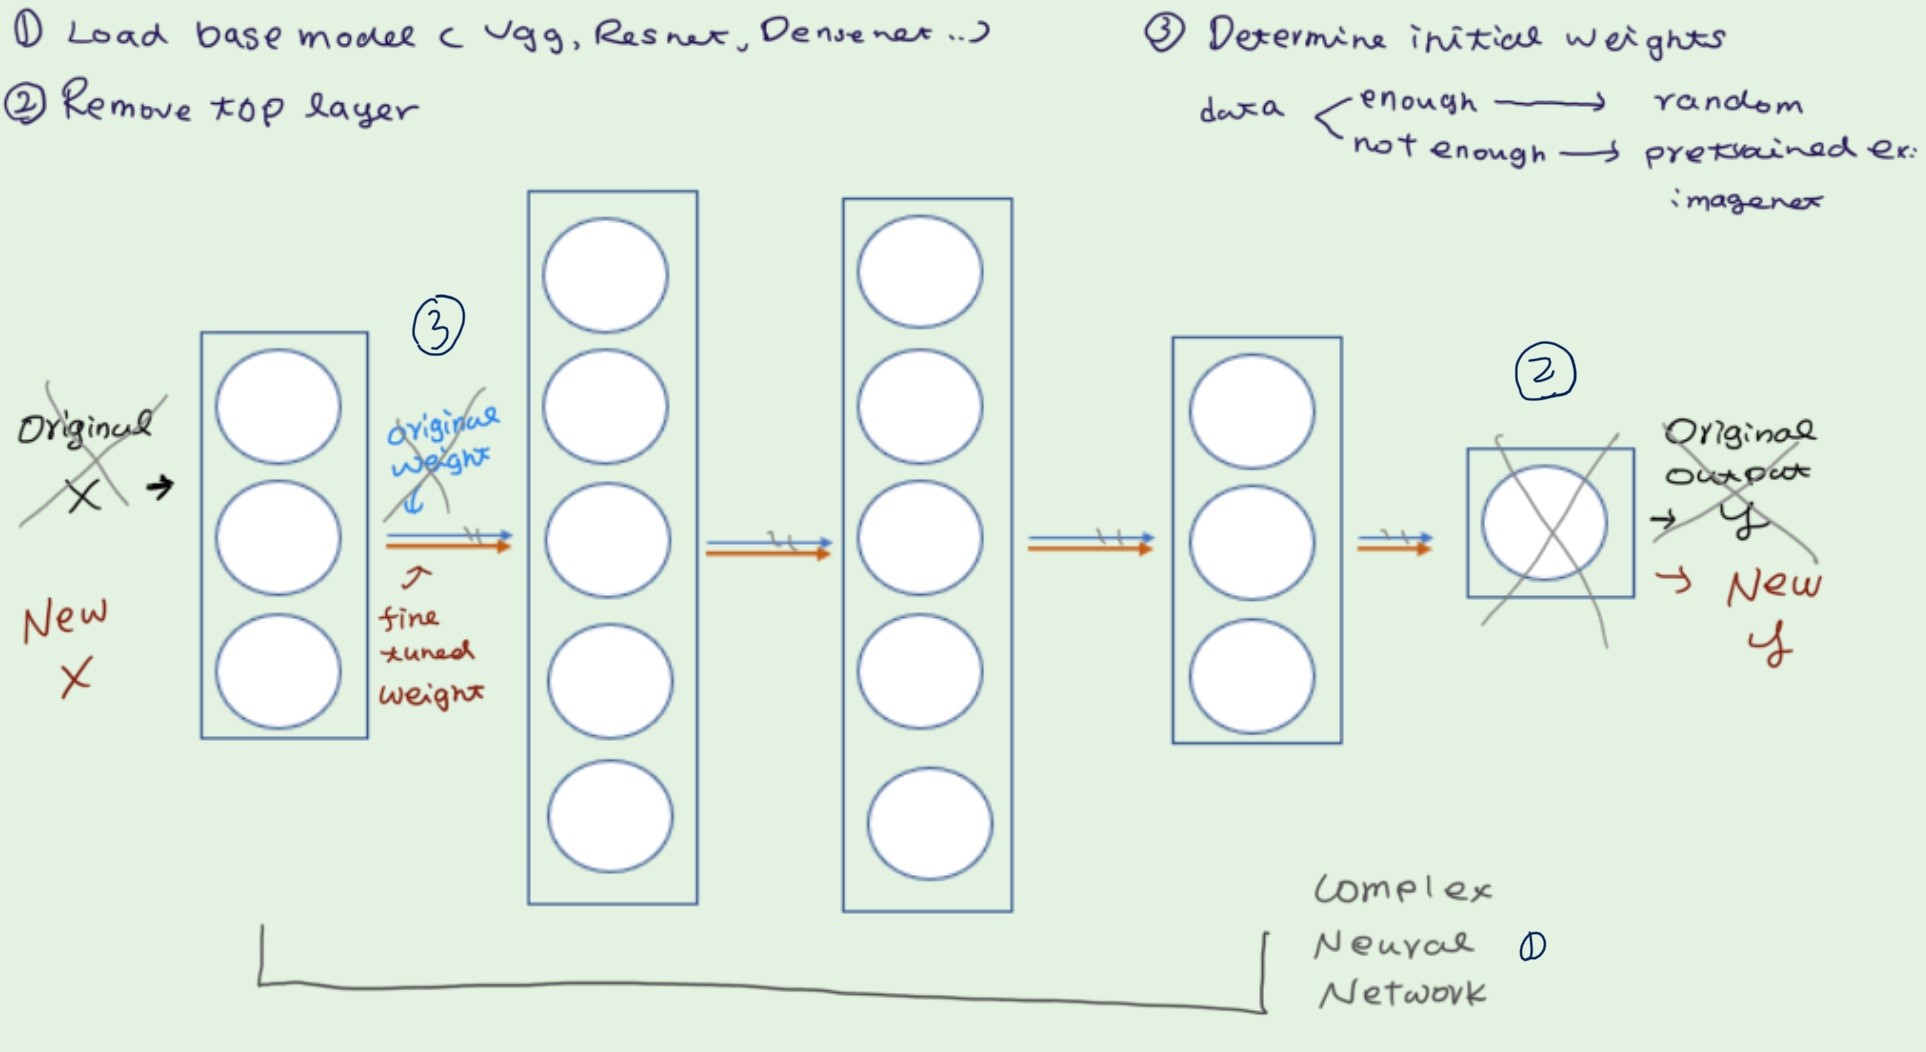 ① Load base model ( Vgg, Resnet, Densenet ..)
② Remove top layer
③ Determine initial weights
data < enough → random
not enough → pretrained ex:
imagenet
③
②
Original
X →
New
X
original
weight
↓
↗
fine
tuned
weight
Original
output
→ y
→ New
y
Complex
Neural ①
Network